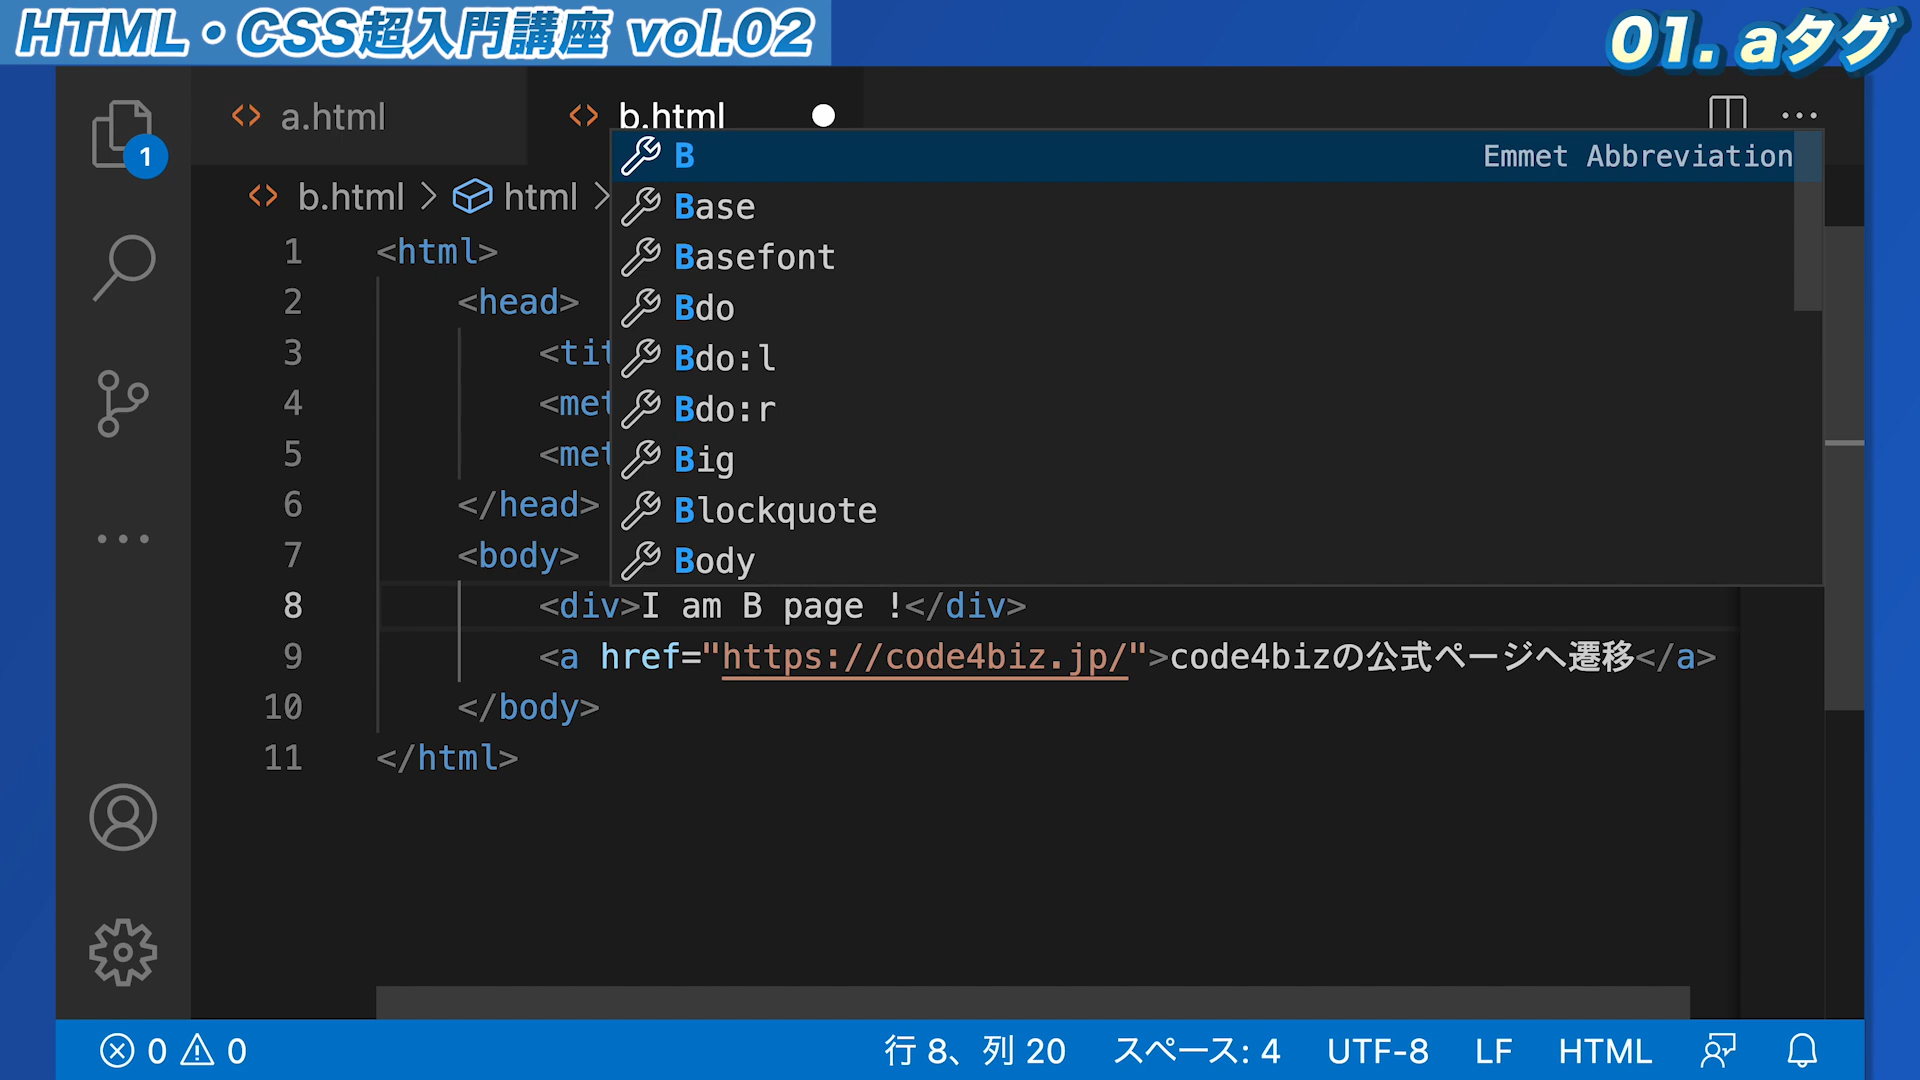 HTML・CSS超入門講座 vol.02
01. aタグ
a.html
b.html
1
b.html > html >
B Emmet Abbreviation
Base
Basefont
Bdo
Bdo:l
Bdo:r
Big
Blockquote
Body
1 <html>
2 <head>
3 <tit
4 <met
5 <met
6 </head>
7 <body>
8 <div>I am B page !</div>
9 <a href="https://code4biz.jp/">code4bizの公式ページへ遷移</a>
10 </body>
11 </html>
0 0 行 8、列 20 スペース: 4 UTF-8 LF HTML